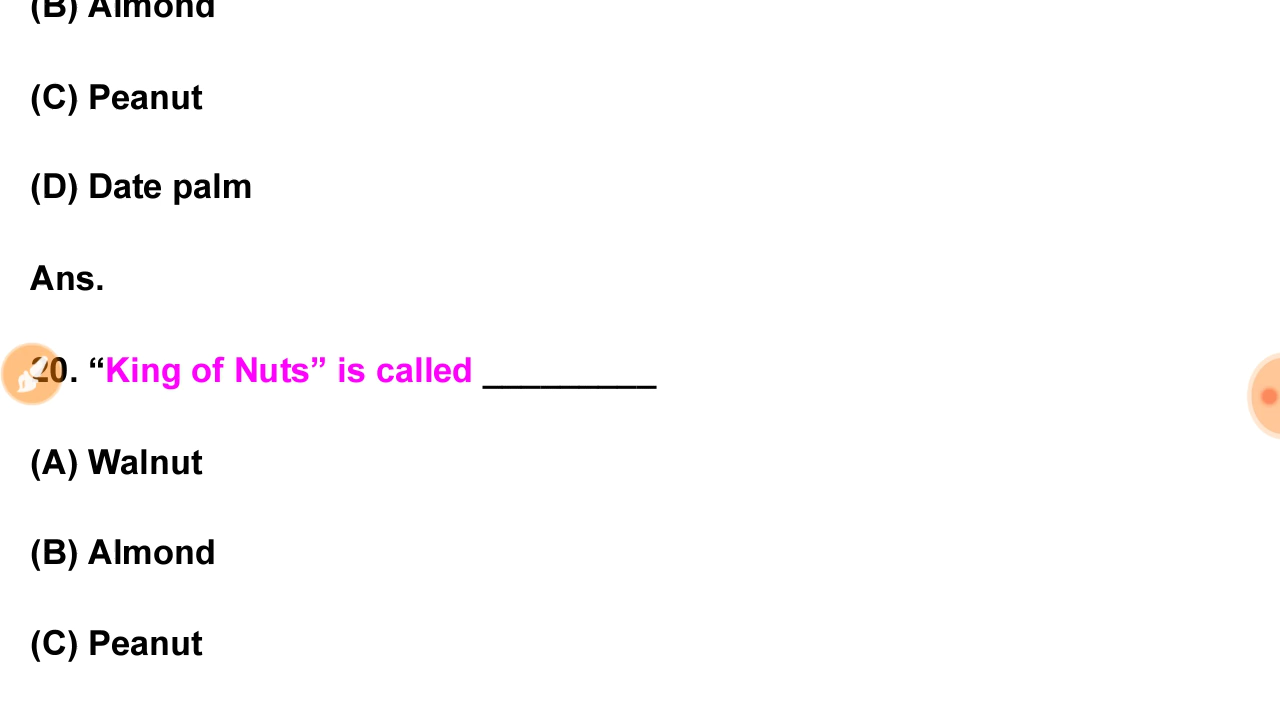 (B) Almond
(C) Peanut
(D) Date palm
Ans.
20. “King of Nuts” is called _________
(A) Walnut
(B) Almond
(C) Peanut